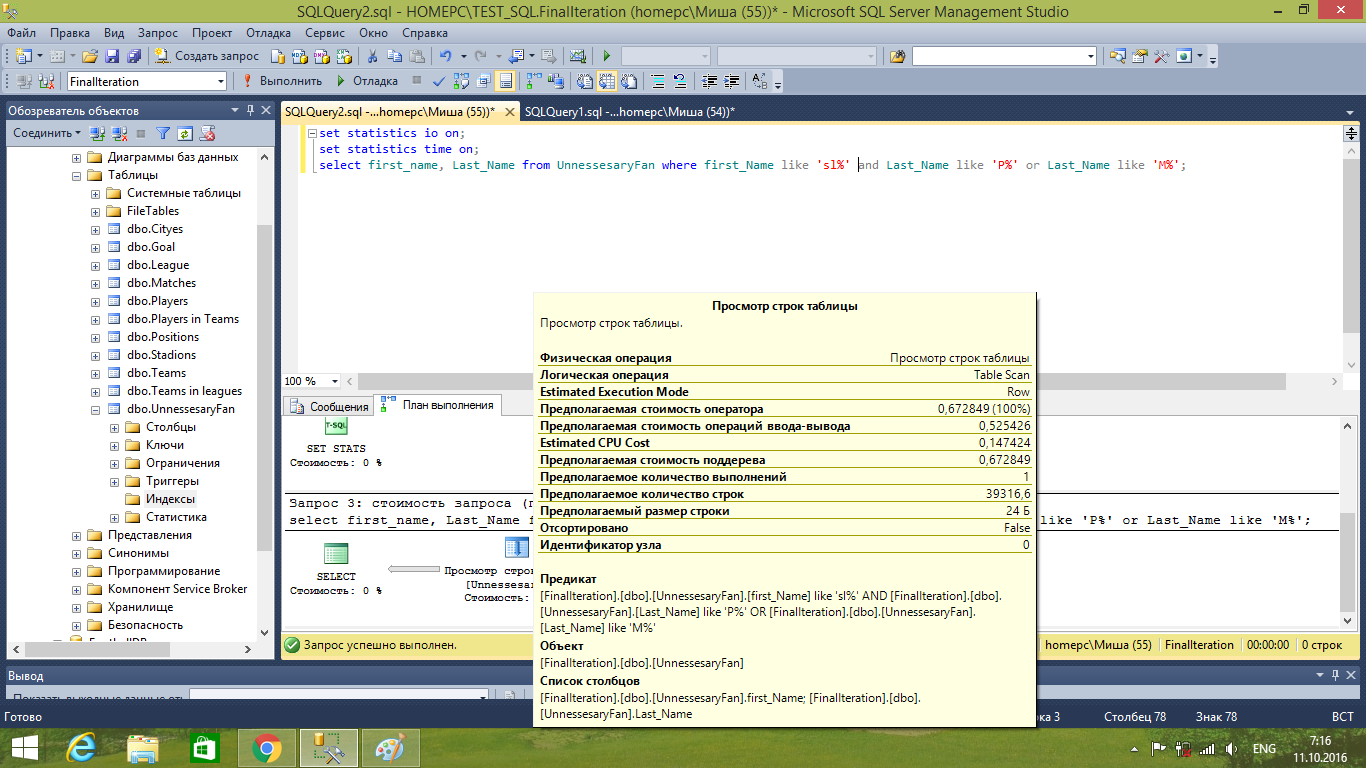 SQLQuery2.sql - HOMEPC\TEST_SQL.FinalIteration (homepc\Миша (55))* - Microsoft SQL Server Management Studio
Файл Правка Вид Запрос Проект Отладка Сервис Окно Справка
Создать запрос
FinalIteration Выполнить Отладка
Обозреватель объектов
Соединить
Диаграммы баз данных
Таблицы
Системные таблицы
FileTables
dbo.Cityes
dbo.Goal
dbo.League
dbo.Matches
dbo.Players
dbo.Players in Teams
dbo.Positions
dbo.Stadions
dbo.Teams
dbo.Teams in leagues
dbo.UnnessesaryFan
Столбцы
Ключи
Ограничения
Триггеры
Индексы
Статистика
Представления
Синонимы
Программирование
Компонент Service Broker
Хранилище
Безопасность
SQLQuery2.sql -...homepc\Миша (55))* SQLQuery1.sql -...homepc\Миша (54))*
set statistics io on;
set statistics time on;
select first_name, Last_Name from UnnessesaryFan where first_Name like 'sl%' and Last_Name like 'P%' or Last_Name like 'M%';
100 %
Сообщения План выполнения
T-SQL
SET STATS
Стоимость: 0 %
Запрос 3: стоимость запроса (
select first_name, Last_Name f
like 'P%' or Last_Name like 'M%';
SELECT
Стоимость: 0 %
Просмотр стро
[Unnesse
Стоимость:
Просмотр строк таблицы
Просмотр строк таблицы.
Физическая операция Просмотр строк таблицы
Логическая операция Table Scan
Estimated Execution Mode Row
Предполагаемая стоимость оператора 0,672849 (100%)
Предполагаемая стоимость операций ввода-вывода 0,525426
Estimated CPU Cost 0,147424
Предполагаемая стоимость поддерева 0,672849
Предполагаемое количество выполнений 1
Предполагаемое количество строк 39316,6
Предполагаемый размер строки 24 Б
Отсортировано False
Идентификатор узла 0
Предикат
[FinalIteration].[dbo].[UnnessesaryFan].[first_Name] like 'sl%' AND [FinalIteration].[dbo].
[UnnessesaryFan].[Last_Name] like 'P%' OR [FinalIteration].[dbo].[UnnessesaryFan].
[Last_Name] like 'M%'
Объект
[FinalIteration].[dbo].[UnnessesaryFan]
Список столбцов
[FinalIteration].[dbo].[UnnessesaryFan].first_Name; [FinalIteration].[dbo].
[UnnessesaryFan].Last_Name
Запрос успешно выполнен. homepc\Миша (55) FinalIteration 00:00:00 0 строк
Вывод
Показать выходные данные от
Готово
ка 3 Столбец 78 Знак 78 ВСТ
ENG
7:16
11.10.2016